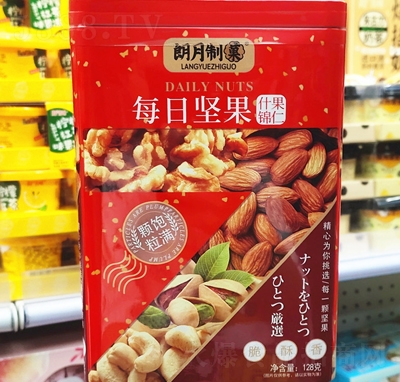 朗月制菓
LANGYUEZHIGUO
DAILY NUTS
每日坚果
什果
锦仁
颗饱
粒满
精心为你挑选/每一颗坚果
ナットをひとつ
ひとつ厳選
脆 酥 香
净含量：128克